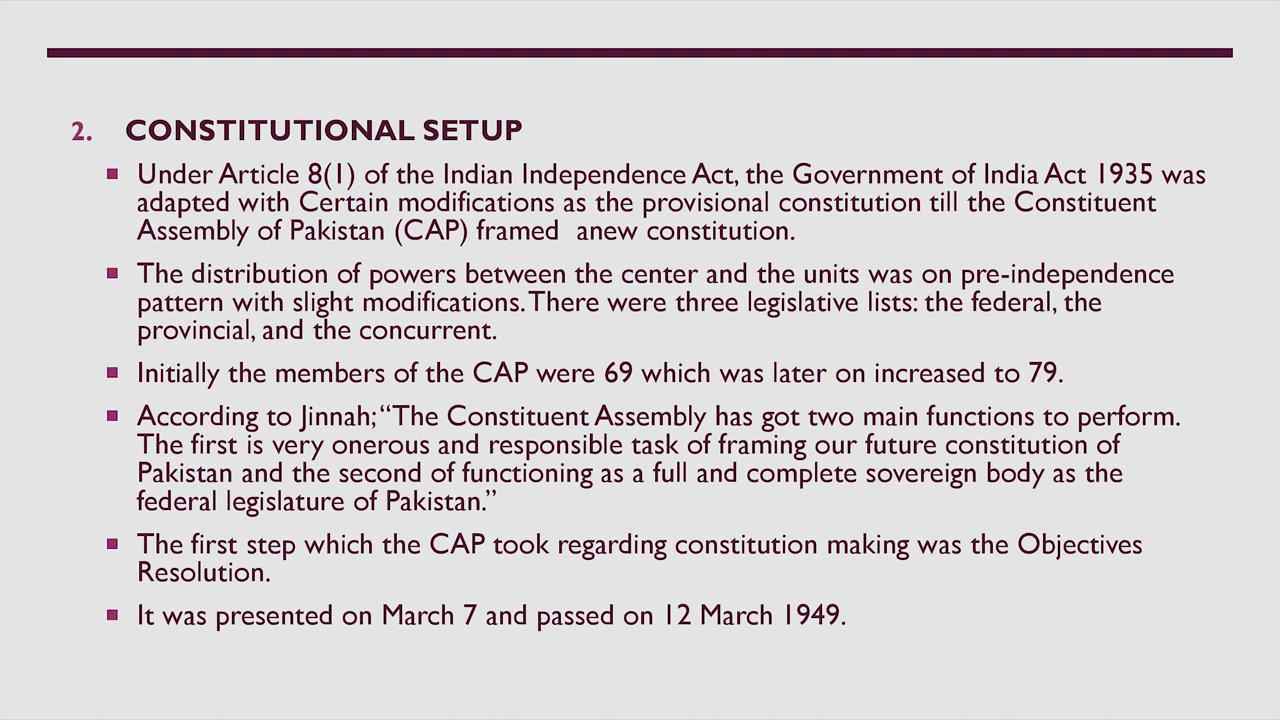 2. CONSTITUTIONAL SETUP
▪ Under Article 8(1) of the Indian Independence Act, the Government of India Act 1935 was
adapted with Certain modifications as the provisional constitution till the Constituent
Assembly of Pakistan (CAP) framed  anew constitution.
▪ The distribution of powers between the center and the units was on pre-independence
pattern with slight modifications. There were three legislative lists: the federal, the
provincial, and the concurrent.
▪ Initially the members of the CAP were 69 which was later on increased to 79.
▪ According to Jinnah; “The Constituent Assembly has got two main functions to perform.
The first is very onerous and responsible task of framing our future constitution of
Pakistan and the second of functioning as a full and complete sovereign body as the
federal legislature of Pakistan.”
▪ The first step which the CAP took regarding constitution making was the Objectives
Resolution.
▪ It was presented on March 7 and passed on 12 March 1949.